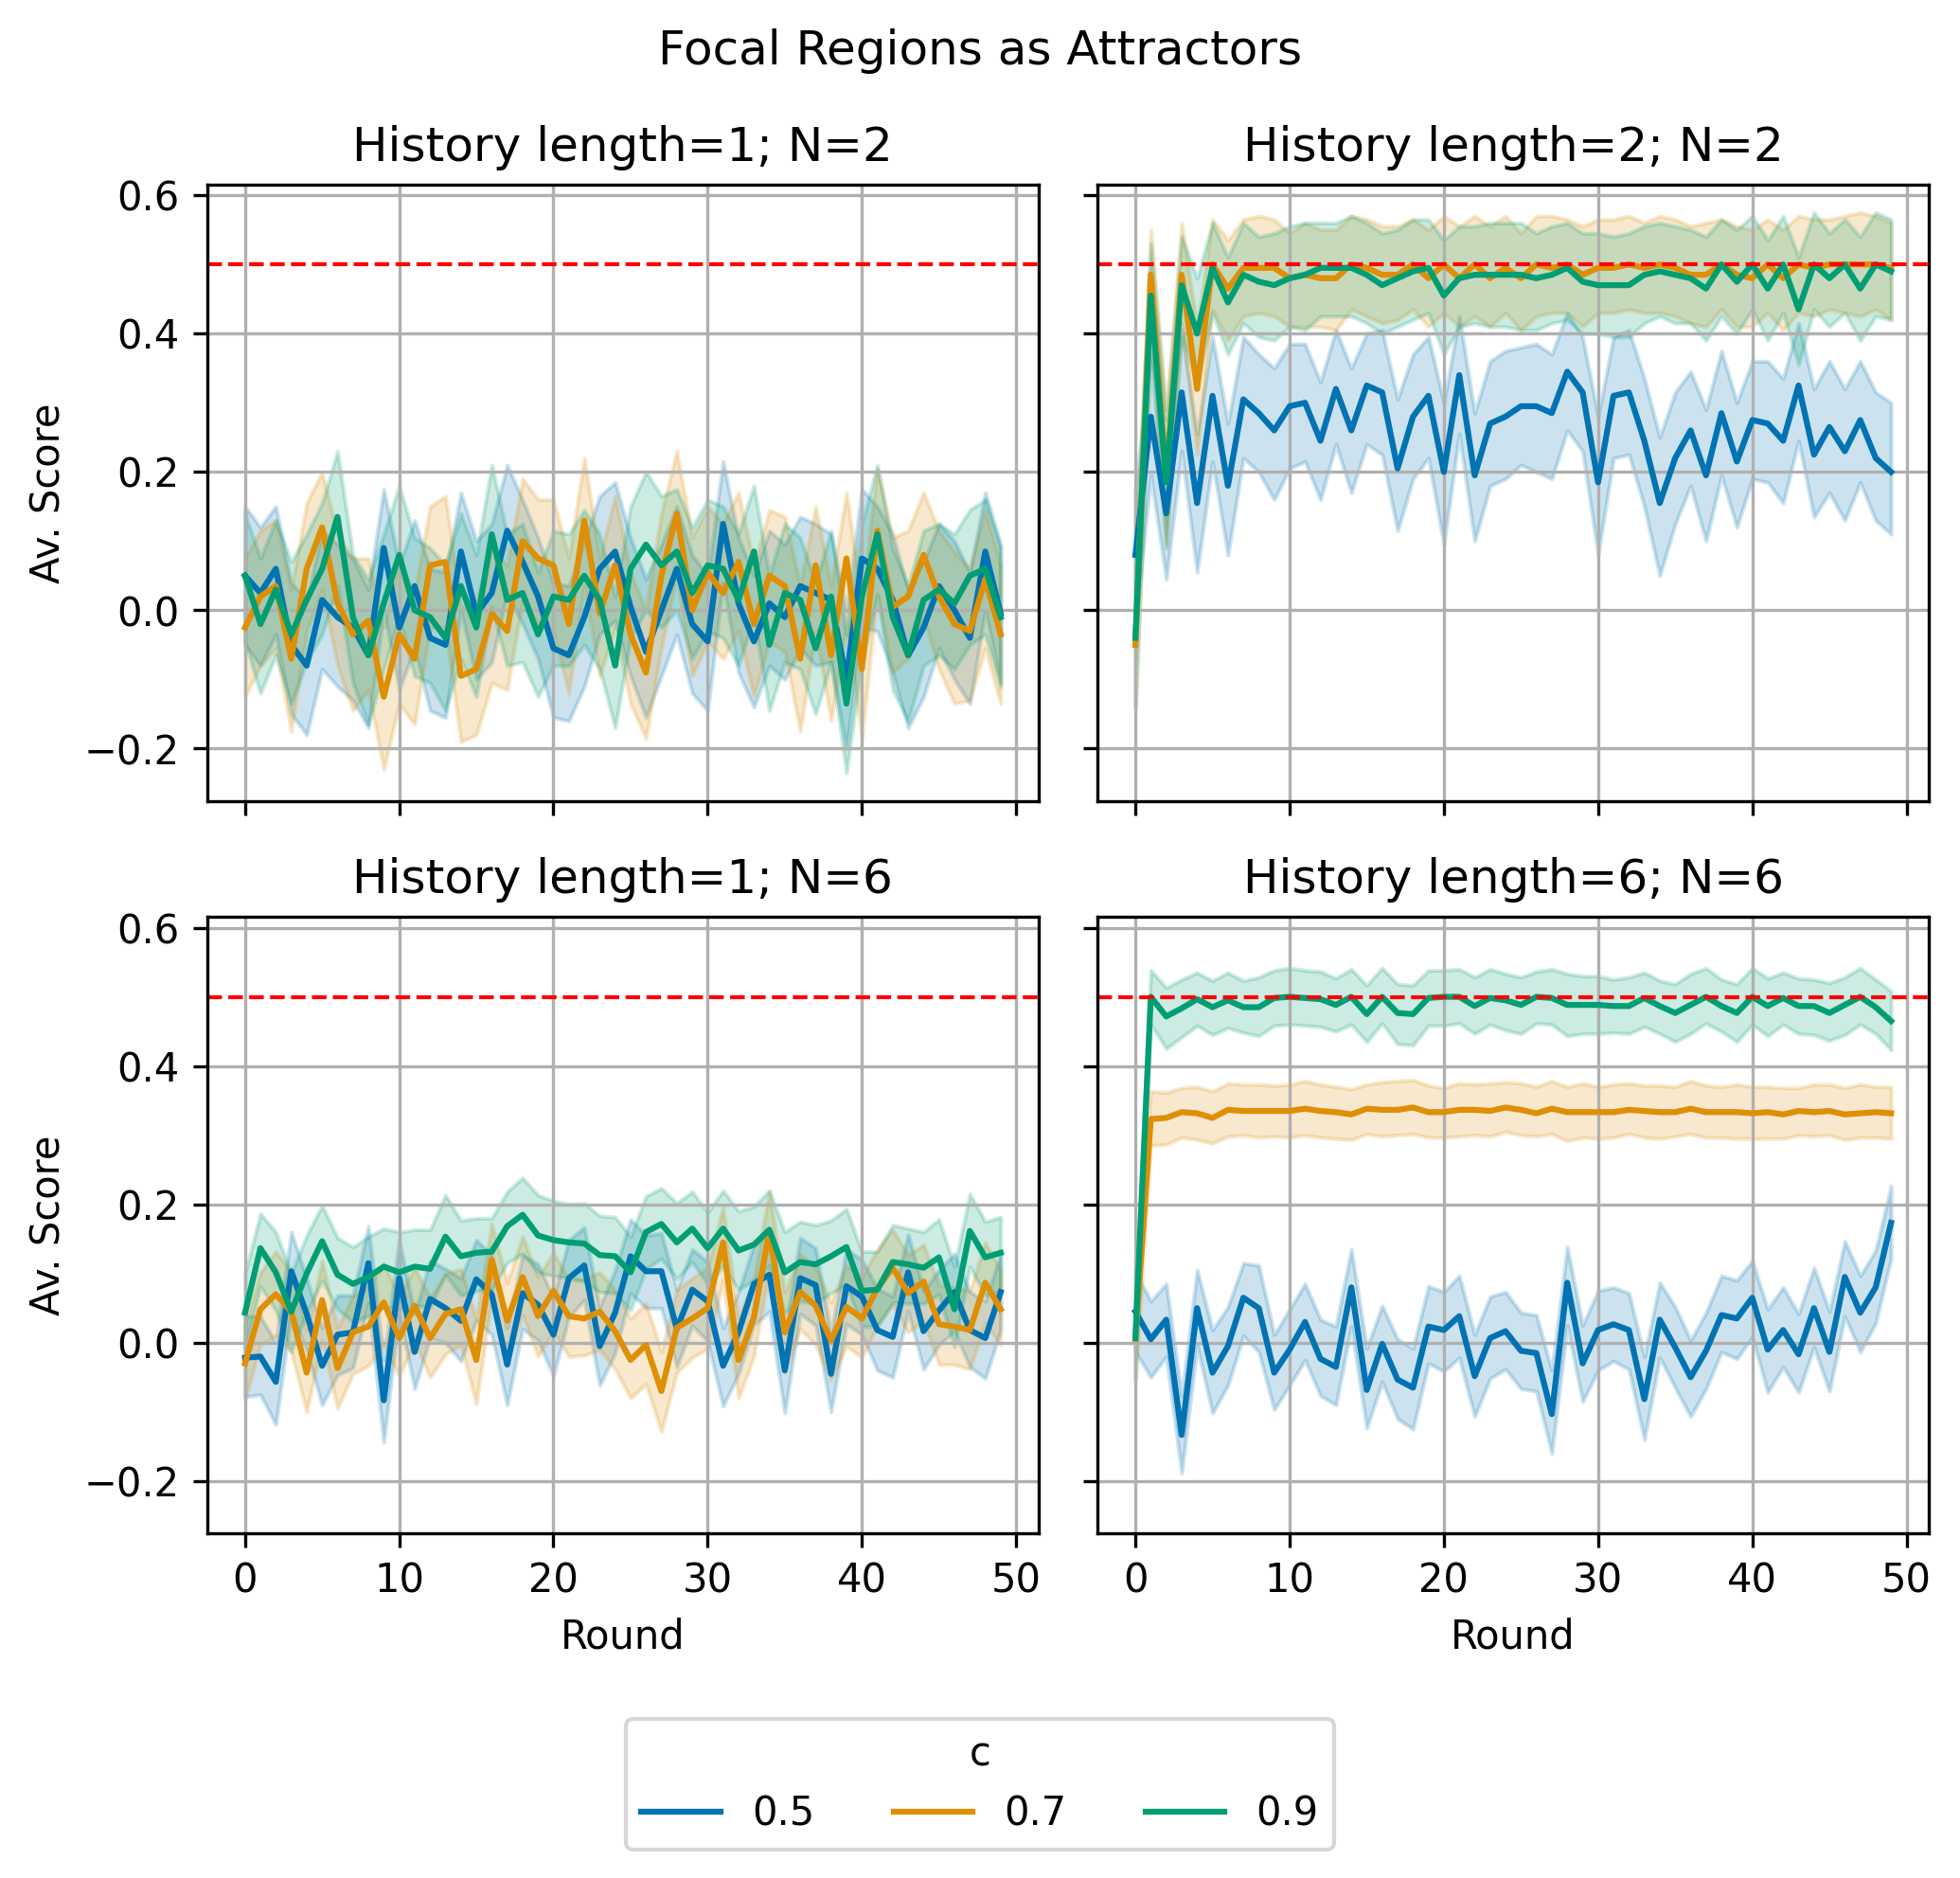 Focal Regions as Attractors
History length=1; N=2
History length=2; N=2
0.6
0.4
0.2
0.0
−0.2
Av. Score
History length=1; N=6
History length=6; N=6
0.6
0.4
0.2
0.0
−0.2
Av. Score
0 10 20 30 40 50
0 10 20 30 40 50
Round
Round
c
0.5 0.7 0.9